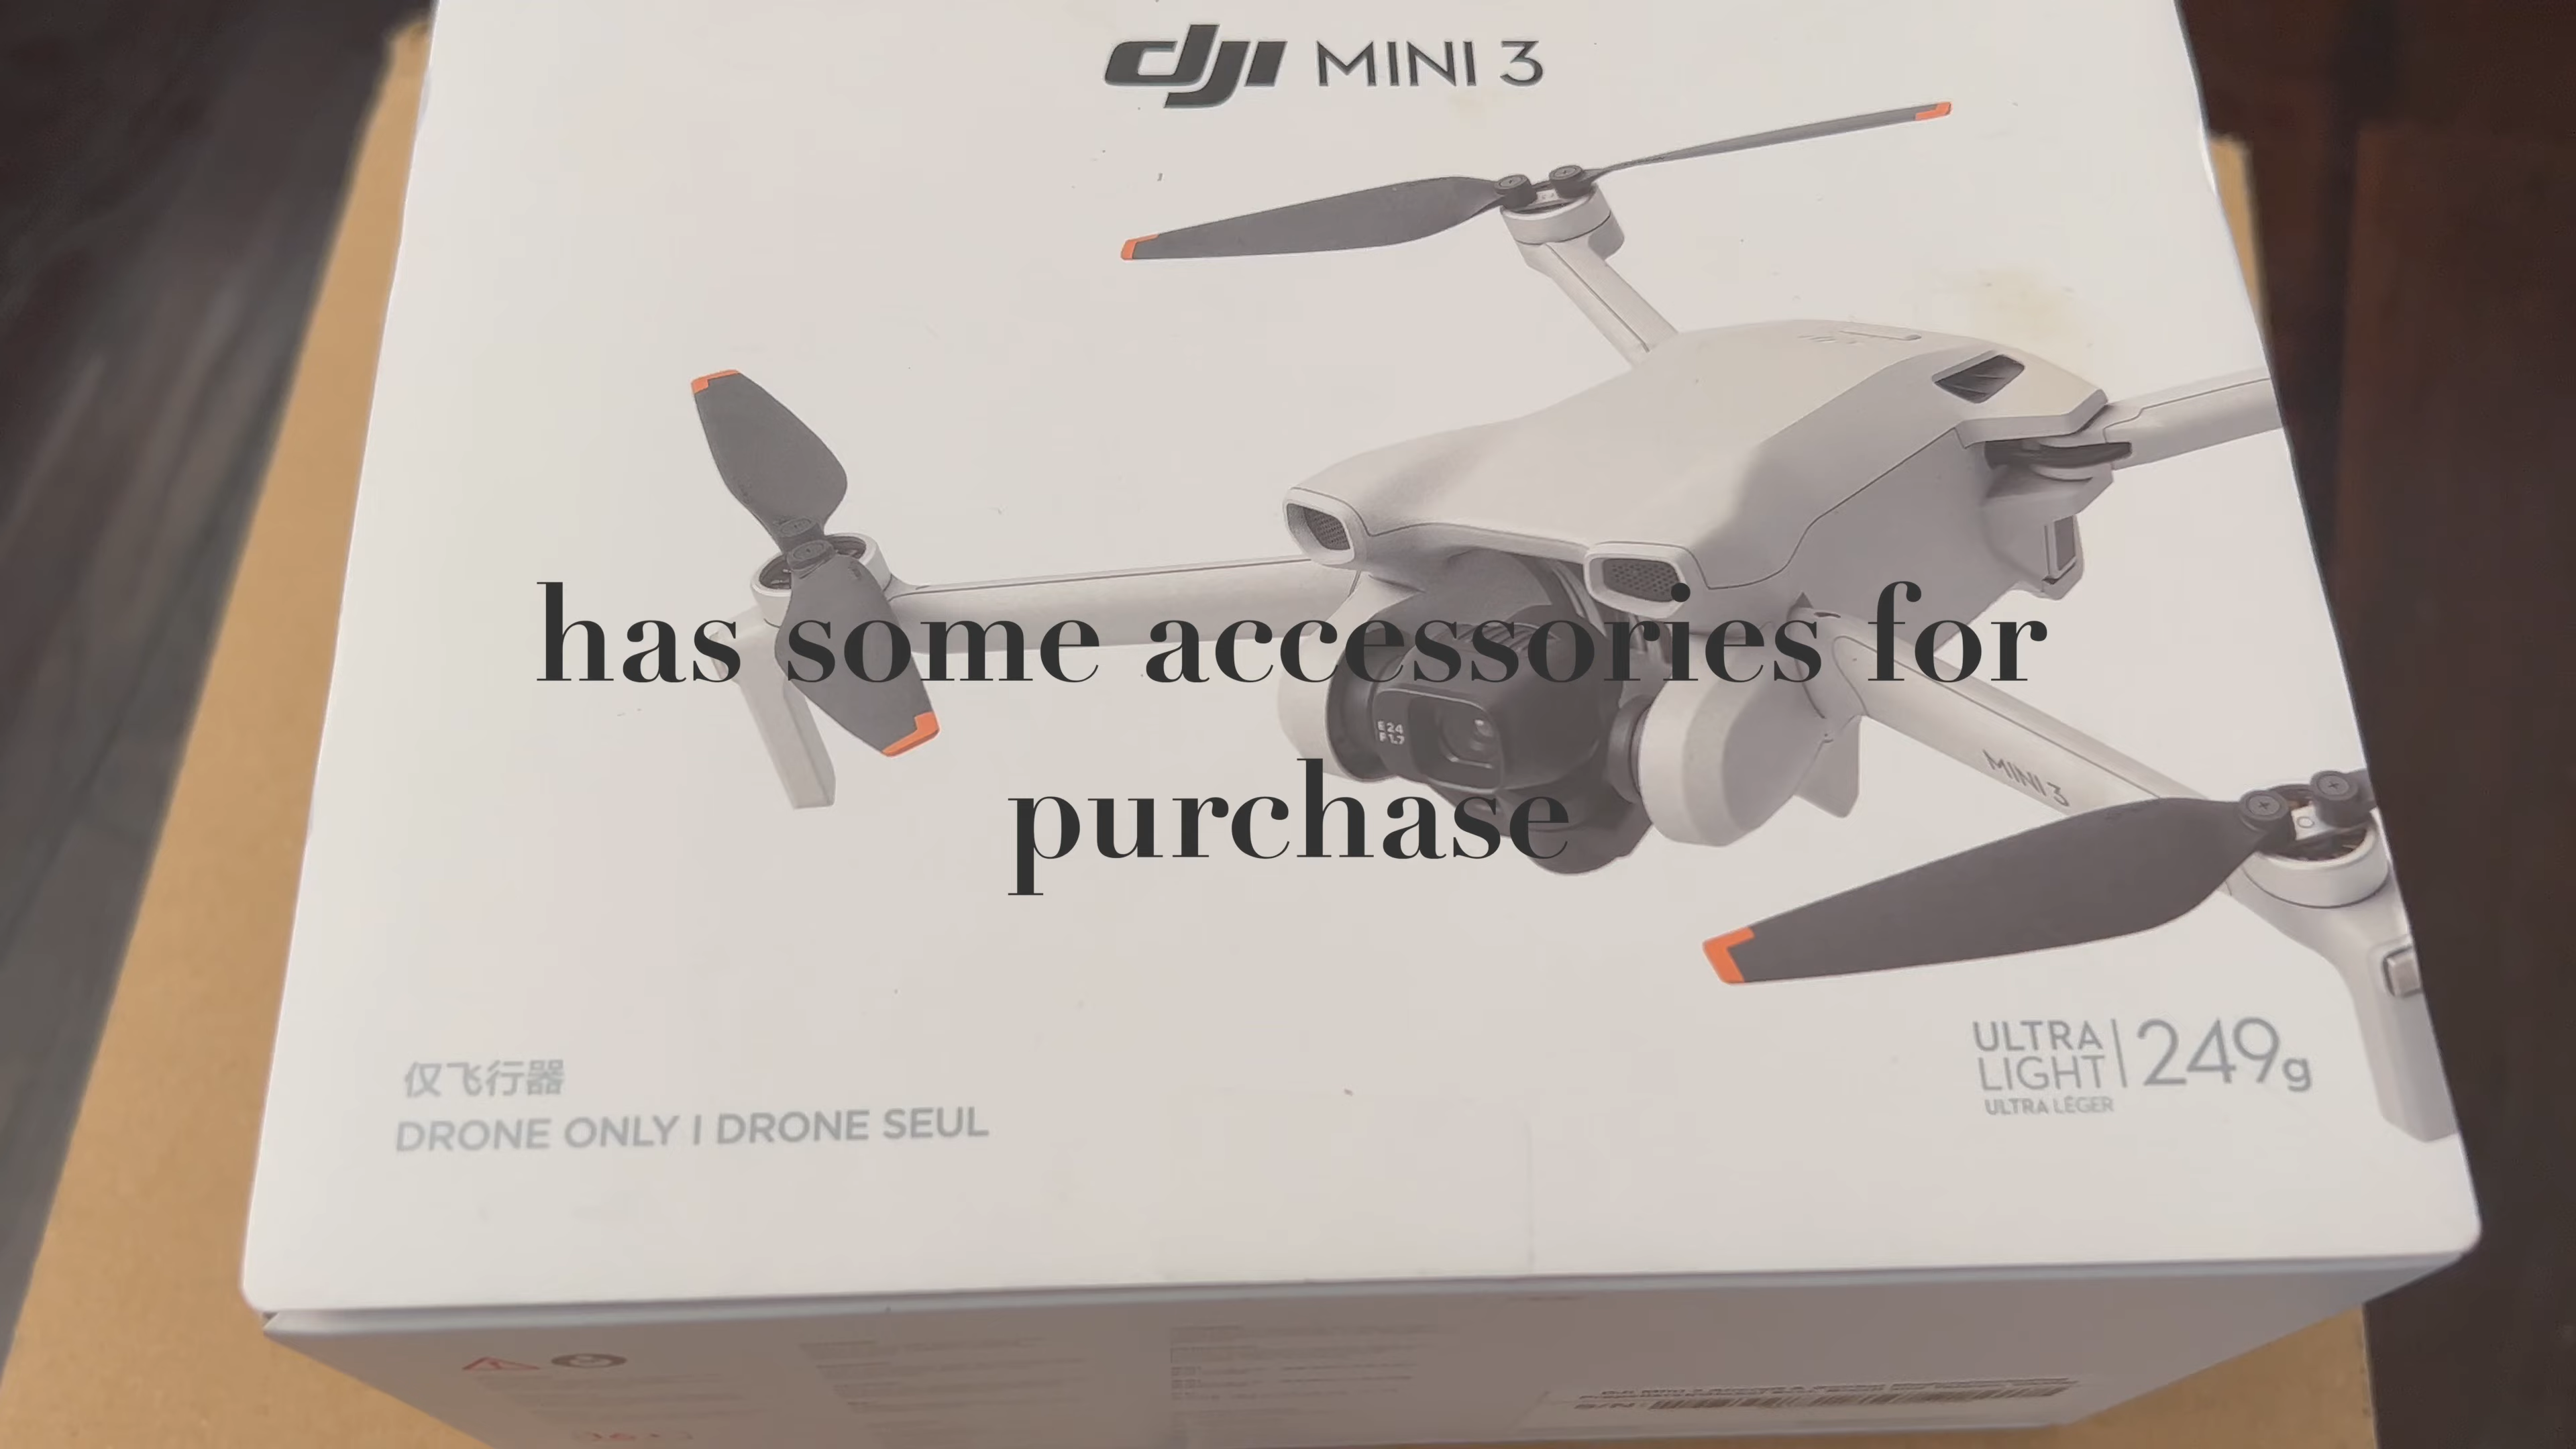 dji MINI 3
E24
F1.7
has some accessories for
purchase
MINI 3
ULTRA
LIGHT
249g
ULTRA LÉGER
仅飞行器
DRONE ONLY | DRONE SEUL
S/N: